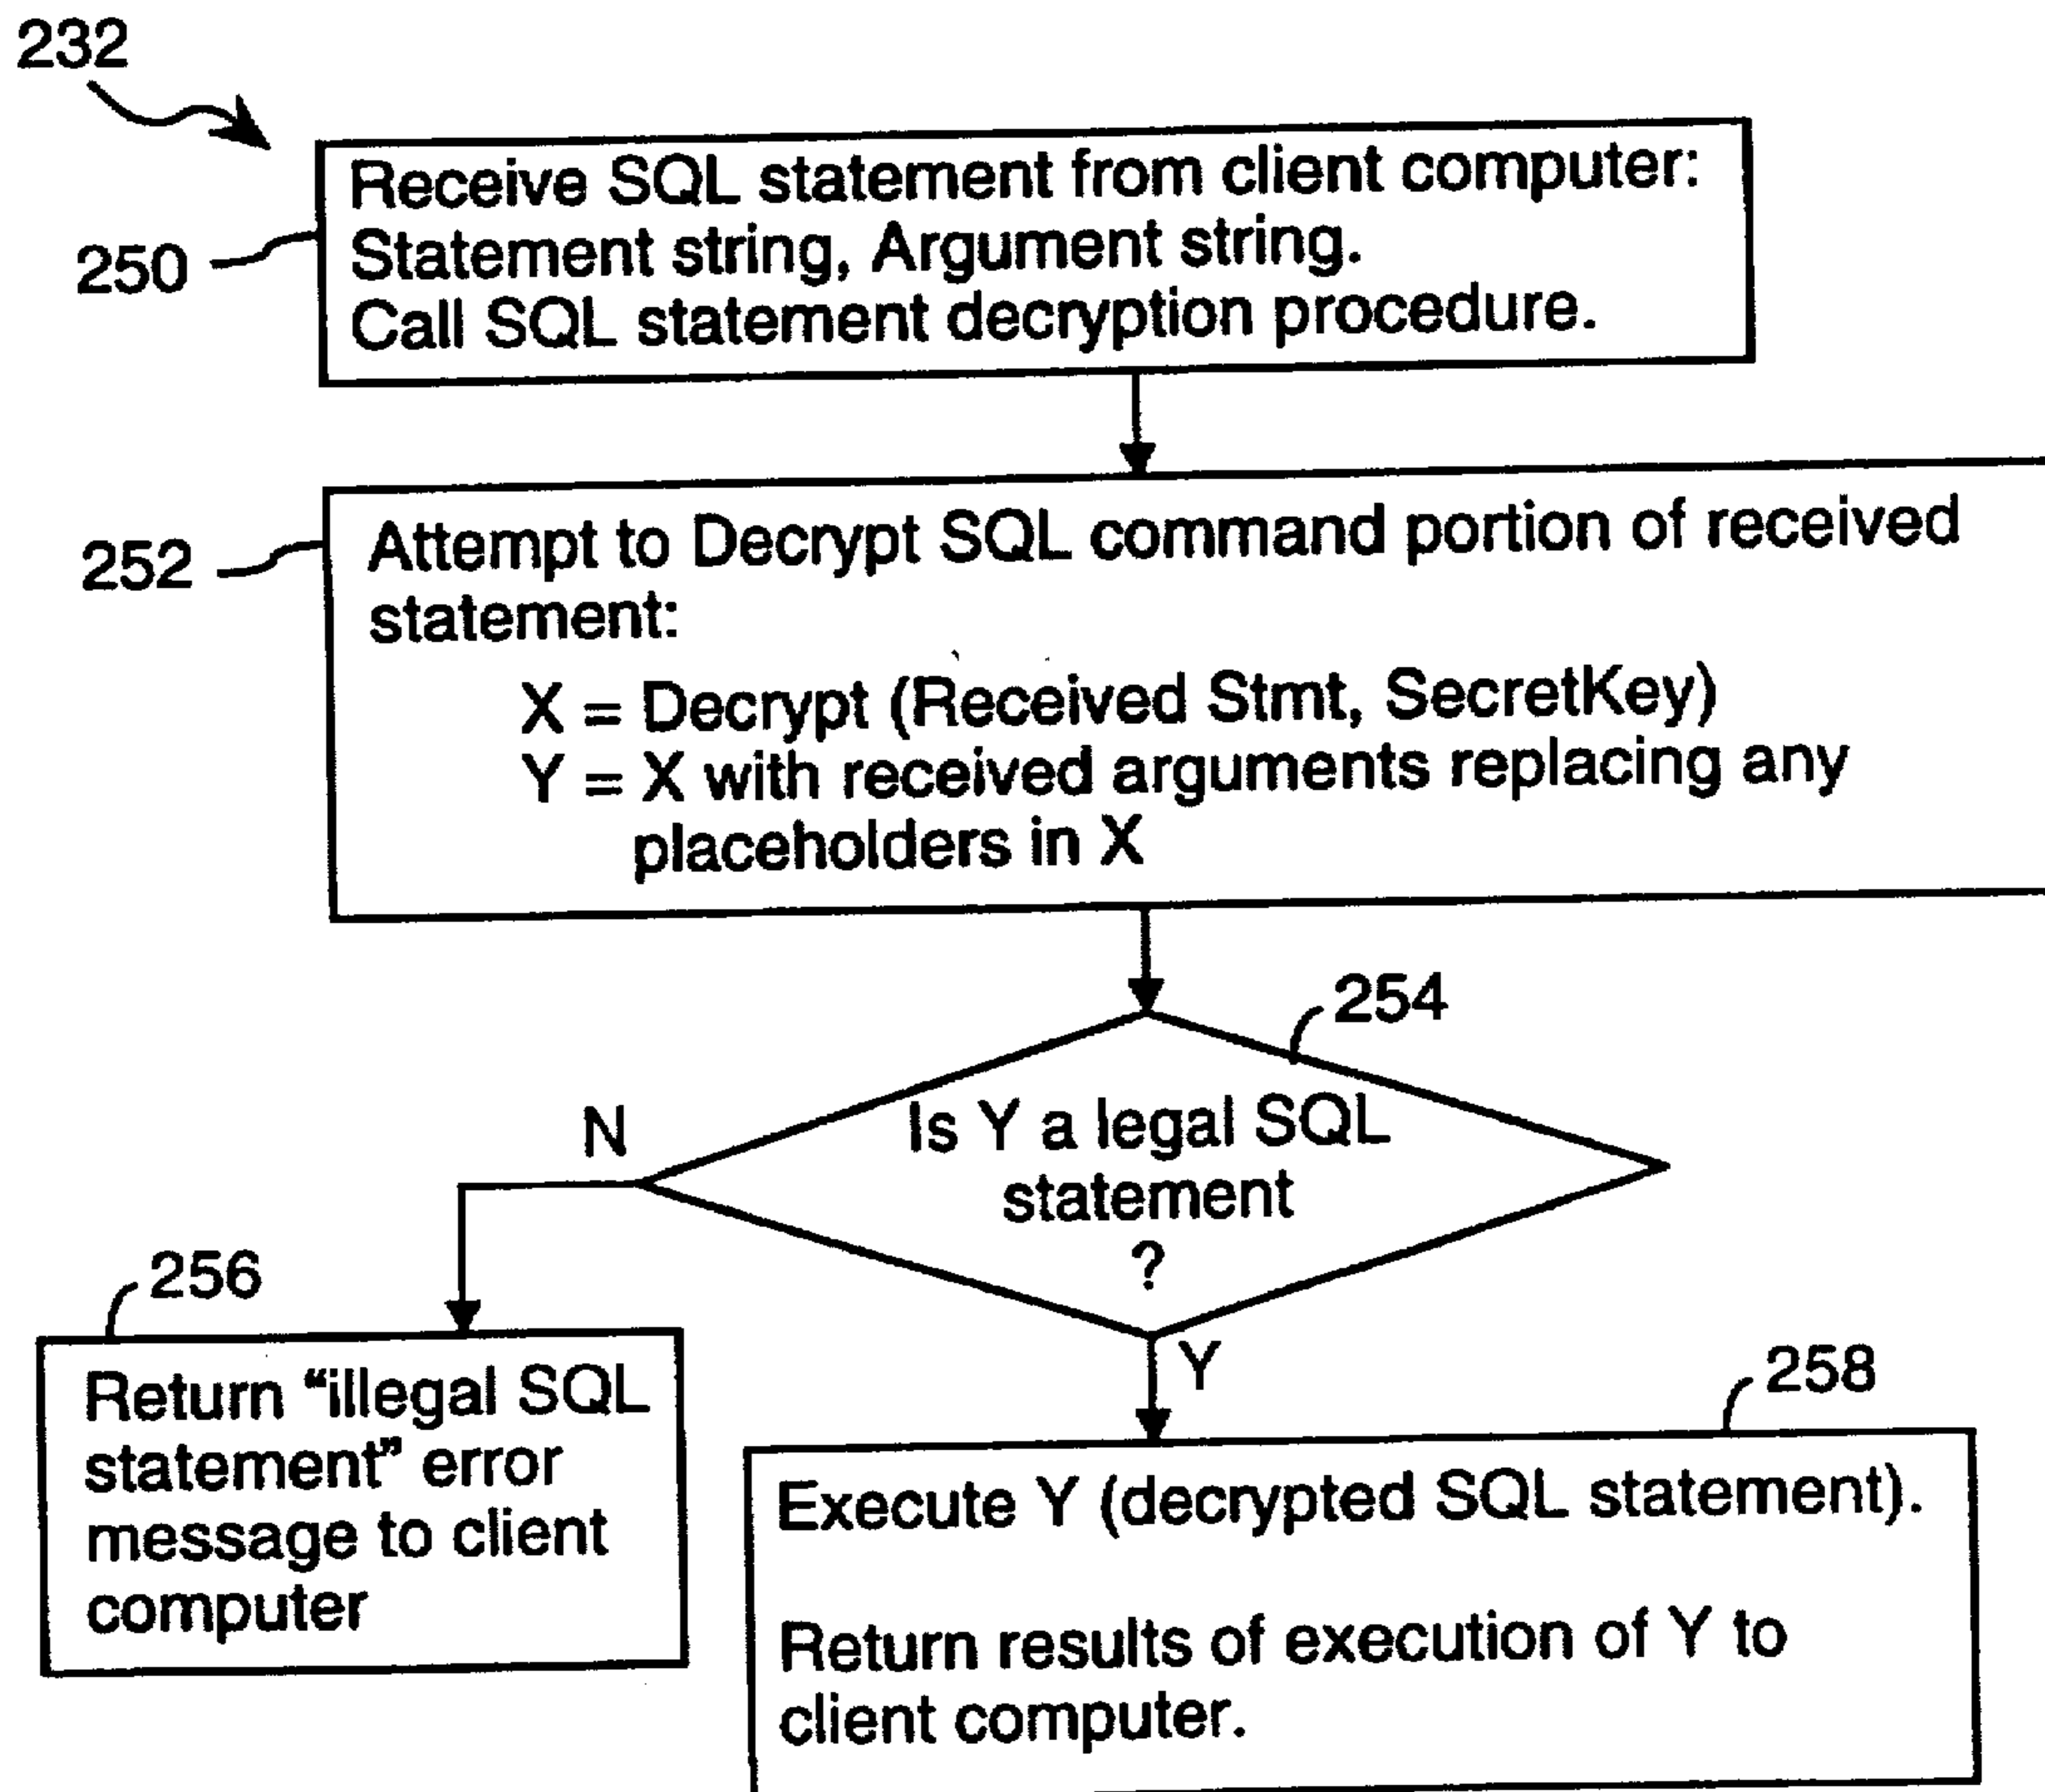 232
250
Receive SQL statement from client computer:
Statement string, Argument string.
Call SQL statement decryption procedure.
252
Attempt to Decrypt SQL command portion of received
statement:
X = Decrypt (Received Stmt, SecretKey)
Y = X with received arguments replacing any
placeholders in X
254
Is Y a legal SQL
statement
?
N
Y
256
Return “illegal SQL
statement” error
message to client
computer
258
Execute Y (decrypted SQL statement).
Return results of execution of Y to
client computer.